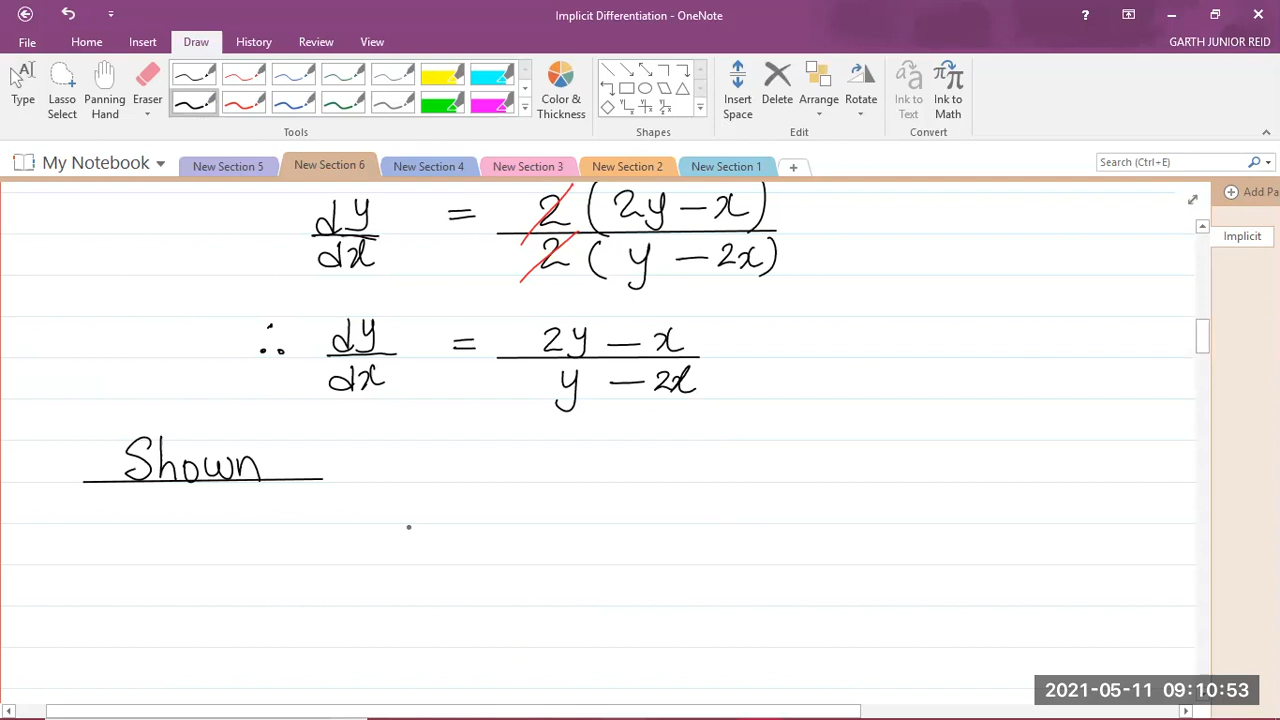 Implicit Differentiation - OneNote
?
File Home Insert Draw History Review View GARTH JUNIOR REID
Type Lasso Select Panning Hand Eraser Color & Thickness Insert Space Delete Arrange Rotate Ink to Text Ink to Math
Tools Shapes Edit Convert
My Notebook New Section 5 New Section 6 New Section 4 New Section 3 New Section 2 New Section 1 + Search (Ctrl+E)
Add Pa
Implicit
dy/dx = 2(2y-x)/2(y-2x)
∴ dy/dx = 2y-x/y-2x
Shown
2021-05-11 09:10:53